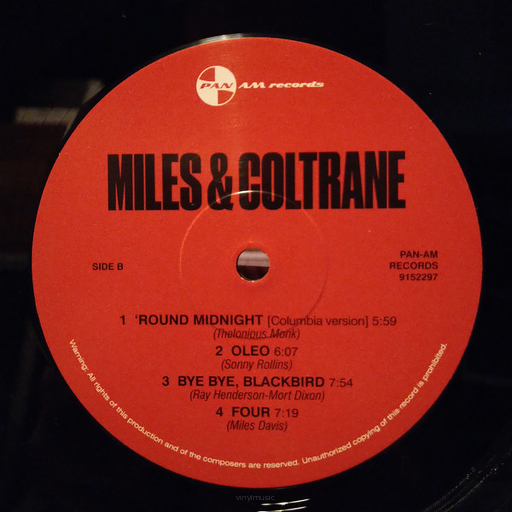 PAN AM records
MILES & COLTRANE
SIDE B
PAN-AM
RECORDS
9152297
1 'ROUND MIDNIGHT [Columbia version] 5:59
(Thelonious Monk)
2 OLEO 6:07
(Sonny Rollins)
3 BYE BYE, BLACKBIRD 7:54
(Ray Henderson-Mort Dixon)
4 FOUR 7:19
(Miles Davis)
Warning: All rights of this production and of the composers are reserved. Unauthorized copying of this record is prohibited.
vinylmusic